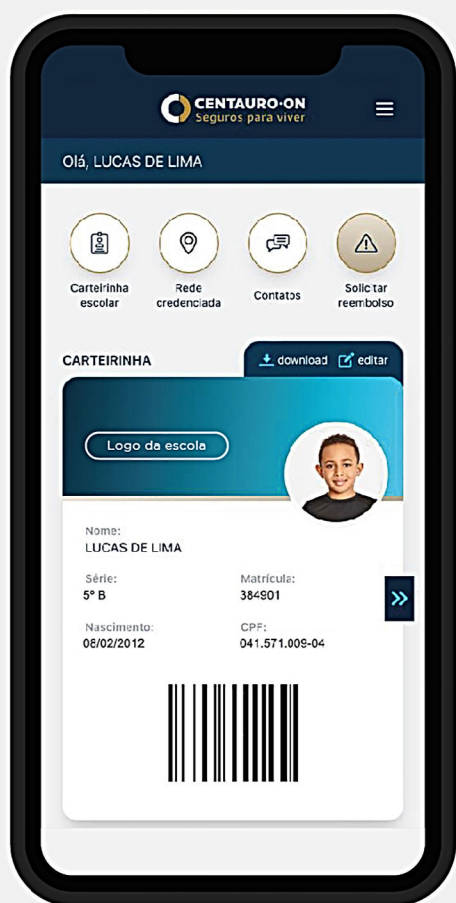 CENTAURO-ON
Seguros para viver
Olá, LUCAS DE LIMA
Carteirinha escolar
Rede credenciada
Contatos
Solicitar reembolso
CARTEIRINHA
download
editar
Logo da escola
Nome:
LUCAS DE LIMA
Série:
Matrícula:
5º B
384901
Nascimento:
CPF:
08/02/2012
041.571.009-04